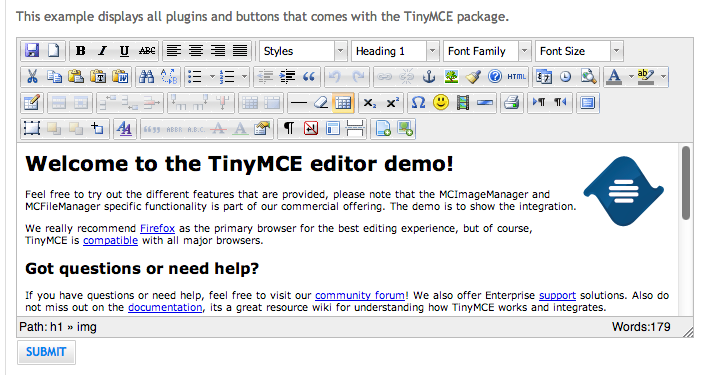 This example displays all plugins and buttons that comes with the TinyMCE package.
B I U ABC Styles Heading 1 Font Family Font Size
HTML A ab
x₂ x² Ω ¶T T¶
A4 ABBR A.B.C. A A ¶ N
Welcome to the TinyMCE editor demo!
Feel free to try out the different features that are provided, please note that the MCImageManager and
MCFileManager specific functionality is part of our commercial offering. The demo is to show the integration.
We really recommend Firefox as the primary browser for the best editing experience, but of course,
TinyMCE is compatible with all major browsers.
Got questions or need help?
If you have questions or need help, feel free to visit our community forum! We also offer Enterprise support solutions. Also do
not miss out on the documentation, its a great resource wiki for understanding how TinyMCE works and integrates.
Path: h1 » img Words:179
SUBMIT